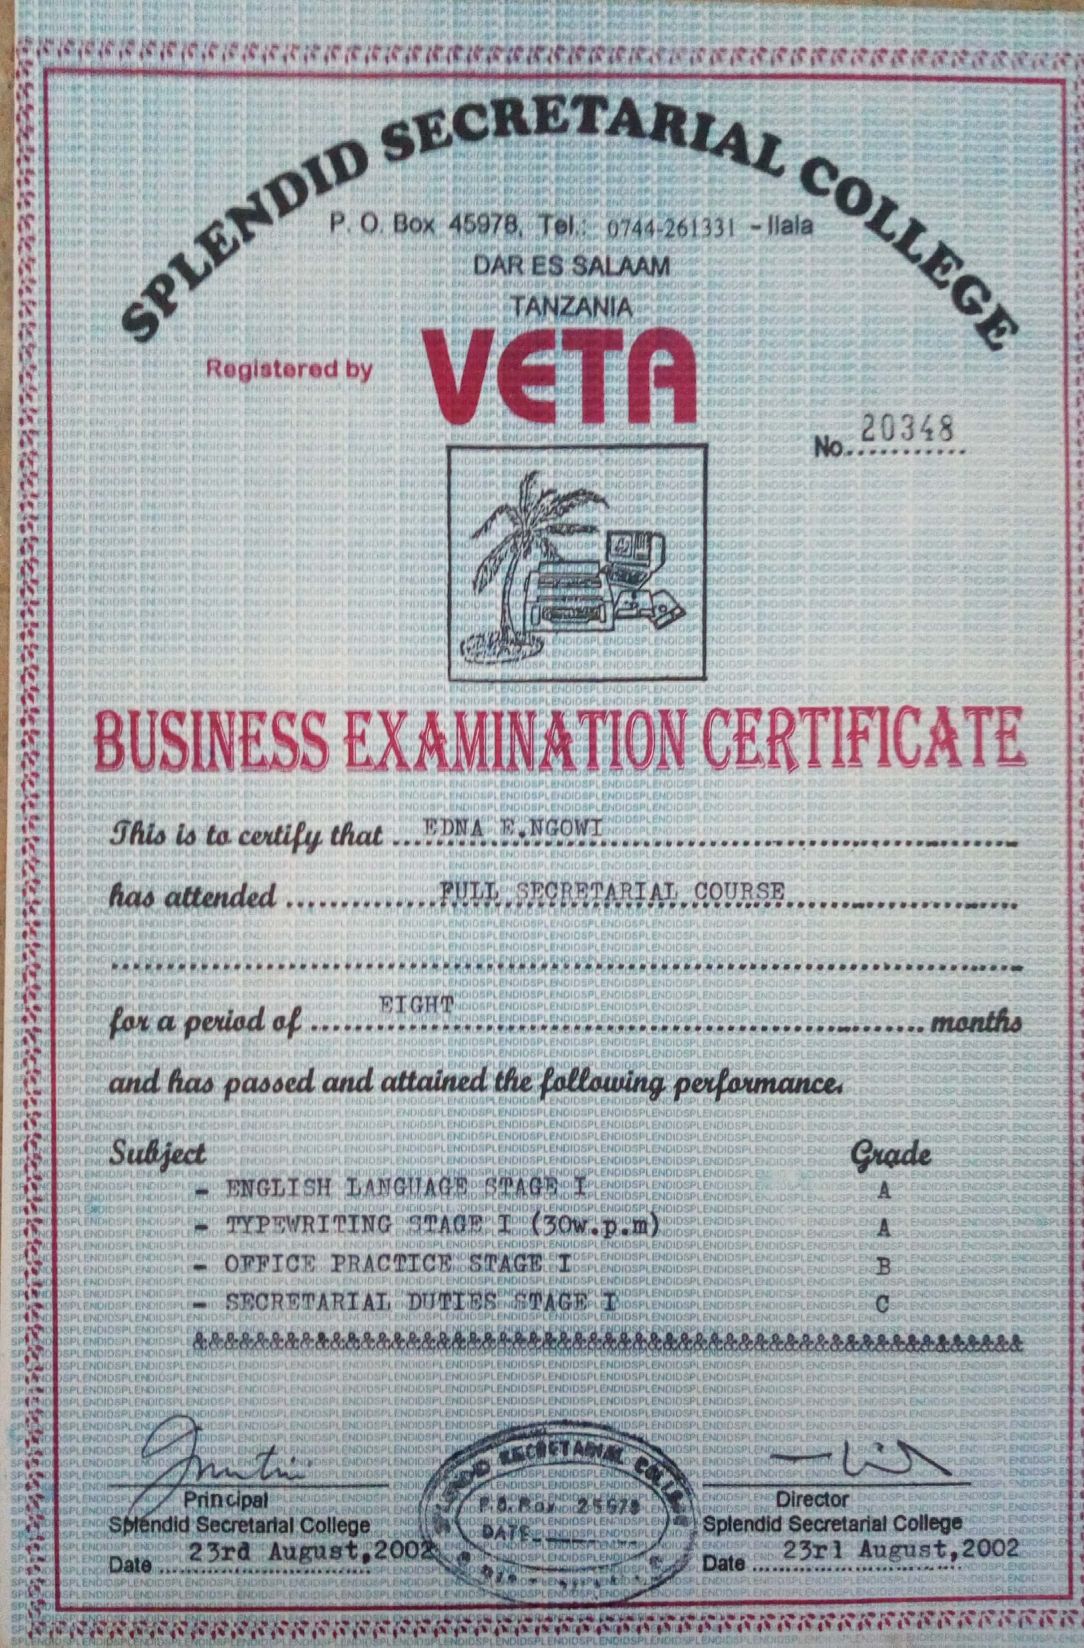 SPLENDID SECRETARIAL COLLEGE
P. O. Box 45978, Tel.: 0744-261331 - Ilala
DAR ES SALAAM
TANZANIA
Registered by VETA
No. 20348
BUSINESS EXAMINATION CERTIFICATE
This is to certify that EDNA E.NGOWI
has attended FULL SECRETARIAL COURSE
for a period of EIGHT months
and has passed and attained the following performance.
Subject Grade
- ENGLISH LANGUAGE STAGE I A
- TYPEWRITING STAGE I (30w.p.m) A
- OFFICE PRACTICE STAGE I B
- SECRETARIAL DUTIES STAGE I C
Principal
Splendid Secretarial College
Date 23rd August,2002
SPLENDID SECRETARIAL COLLEGE
P.O. Box
DATE
Director
Splendid Secretarial College
Date 23rl August,2002